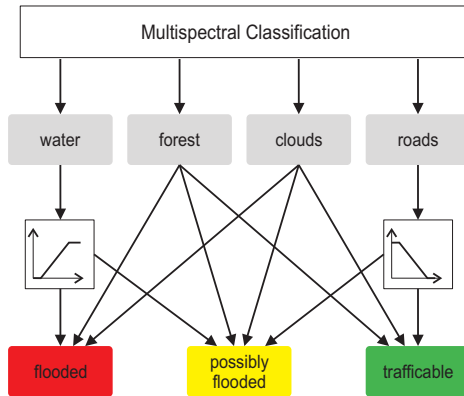 Multispectral Classification
water
forest
clouds
roads
flooded
possibly
flooded
trafficable